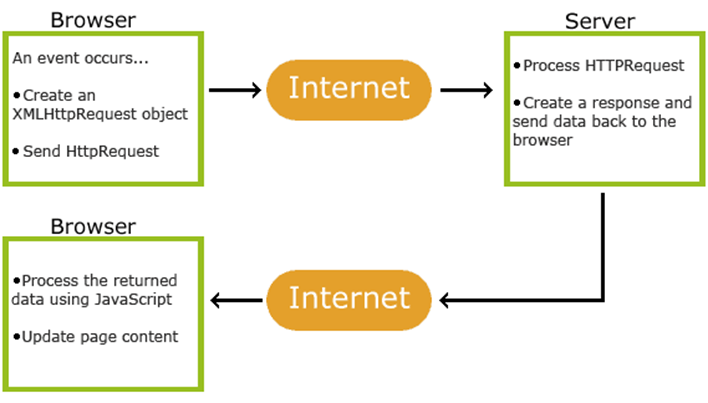 Browser
An event occurs...
•Create an
XMLHttpRequest object
• Send HttpRequest
Internet
Server
• Process HTTPRequest
• Create a response and
send data back to the
browser
Browser
•Process the returned
data using JavaScript
•Update page content
Internet